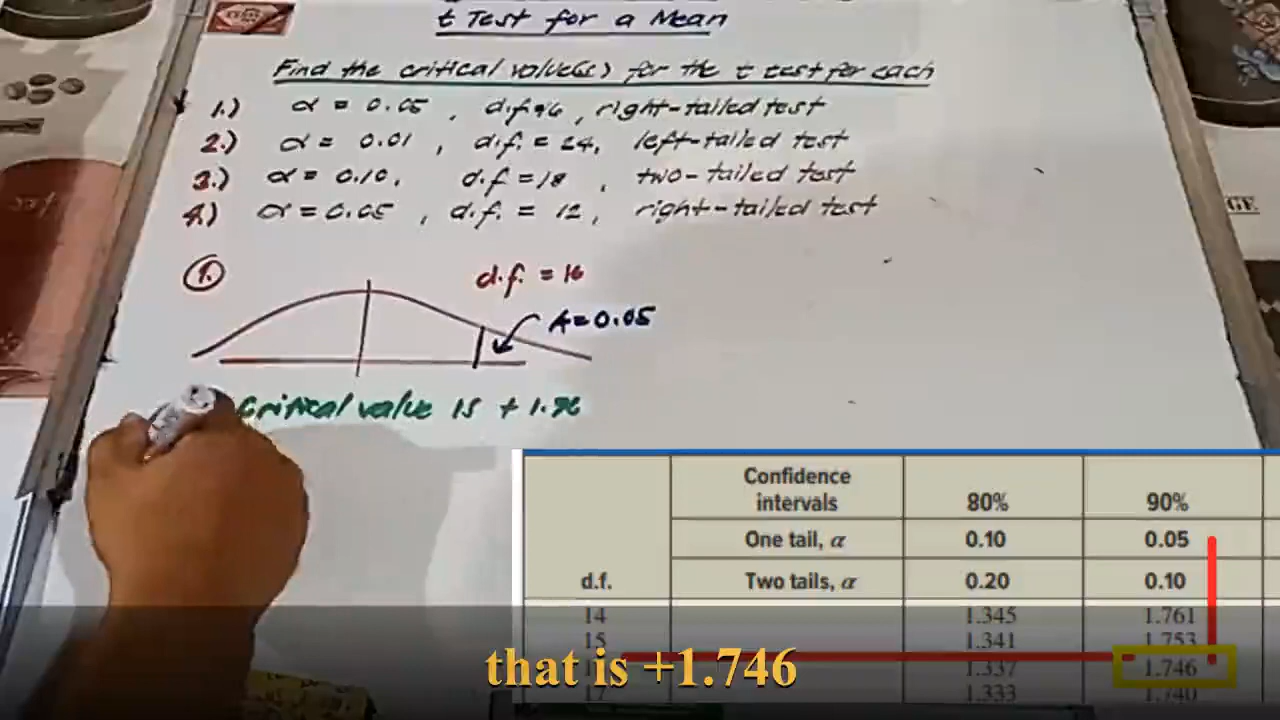 t Test for a Mean
Find the critical value(s) for the t test for each
1.) α = 0.05, d.f. = 16, right-tailed test
2.) α = 0.01, d.f. = 24, left-tailed test
3.) α = 0.10, d.f = 18, two-tailed test
4.) α = 0.05, d.f. = 12, right-tailed test
1.
d.f. = 16
A = 0.05
critical value is +
Confidence intervals 80% 90%
One tail, α 0.10 0.05
d.f. Two tails, α 0.20 0.10
14 1.345 1.761
15 1.341 1.753
1.337 1.746
17 1.333 1.740
that is +1.746